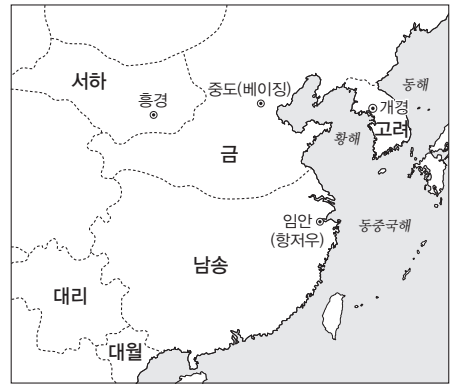 서하
흥경
중도(베이징)
동해
개경
고려
황해
금
임안
(항저우)
동중국해
남송
대리
대월